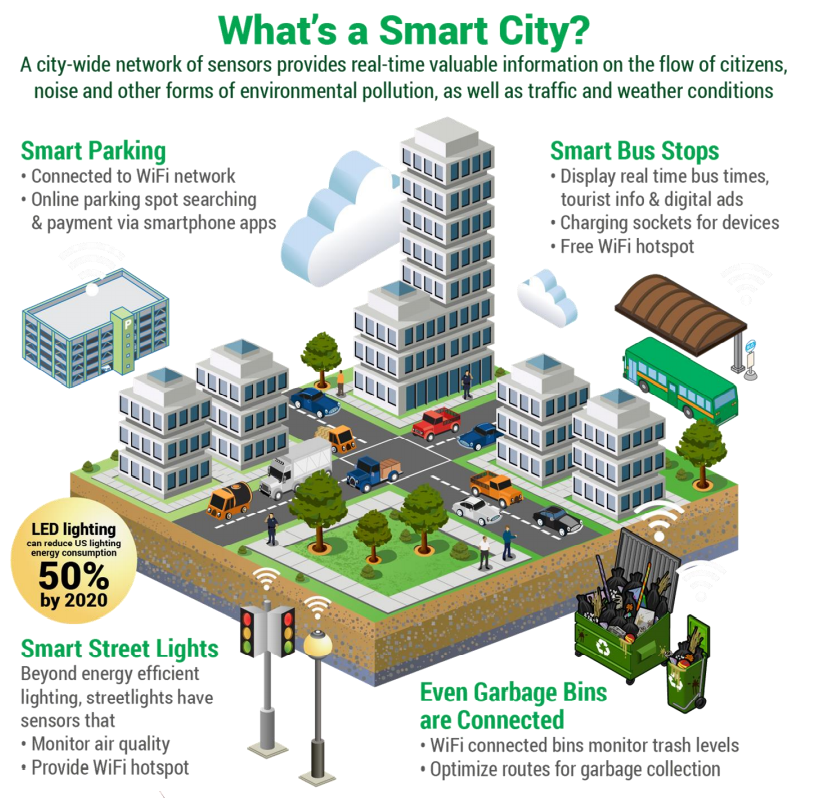 What's a Smart City?
A city-wide network of sensors provides real-time valuable information on the flow of citizens,
noise and other forms of environmental pollution, as well as traffic and weather conditions
Smart Parking
• Connected to WiFi network
• Online parking spot searching
& payment via smartphone apps
Smart Bus Stops
• Display real time bus times,
tourist info & digital ads
• Charging sockets for devices
• Free WiFi hotspot
P
LED lighting
can reduce US lighting
energy consumption
50%
by 2020
Smart Street Lights
Beyond energy efficient
lighting, streetlights have
sensors that
• Monitor air quality
• Provide WiFi hotspot
Even Garbage Bins
are Connected
• WiFi connected bins monitor trash levels
• Optimize routes for garbage collection